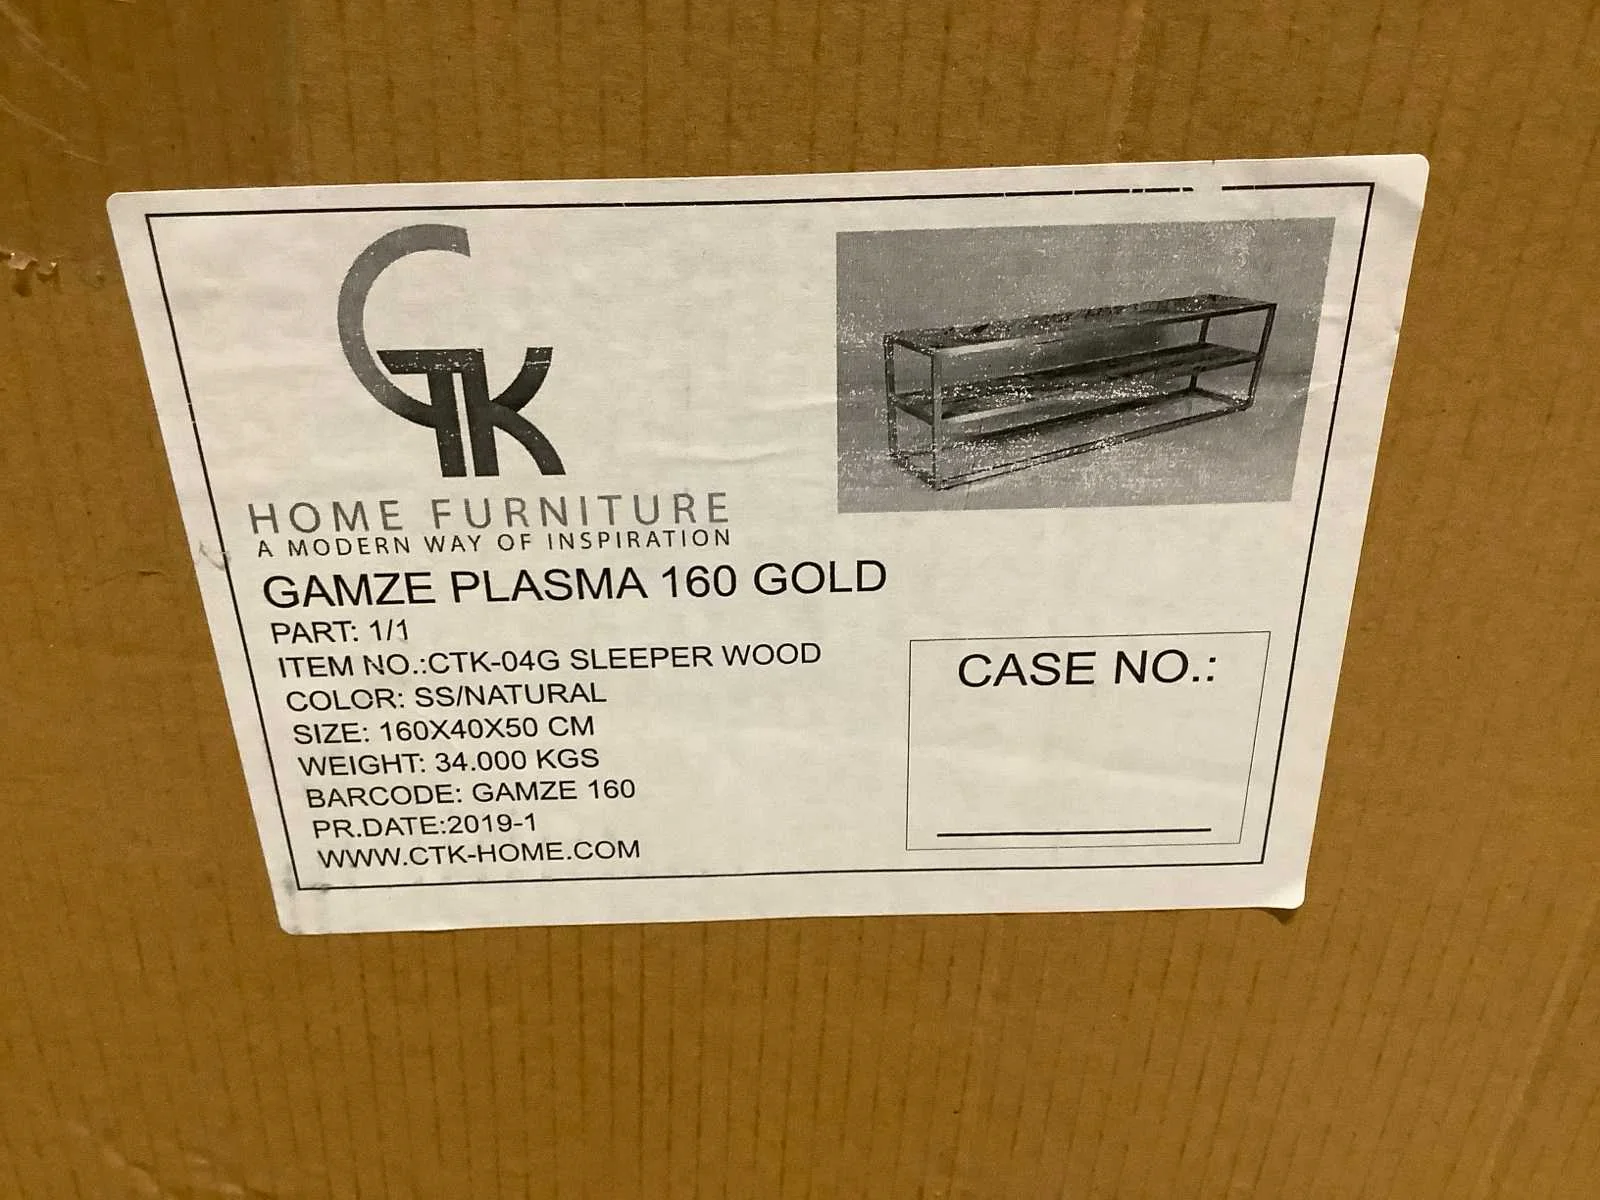 CTK
HOME FURNITURE
A MODERN WAY OF INSPIRATION
GAMZE PLASMA 160 GOLD
PART: 1/1
ITEM NO.:CTK-04G SLEEPER WOOD
COLOR: SS/NATURAL
SIZE: 160X40X50 CM
WEIGHT: 34.000 KGS
BARCODE: GAMZE 160
PR.DATE:2019-1
WWW.CTK-HOME.COM
CASE NO.: